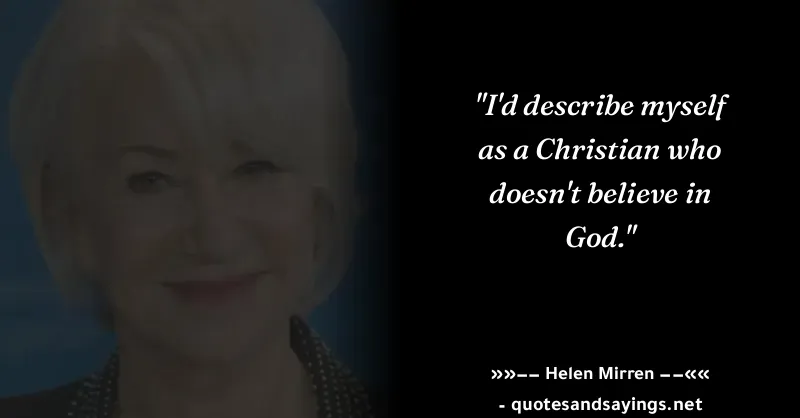 "I'd describe myself
as a Christian who
doesn't believe in
God."
»»−− Helen Mirren −−««
- quotesandsayings.net